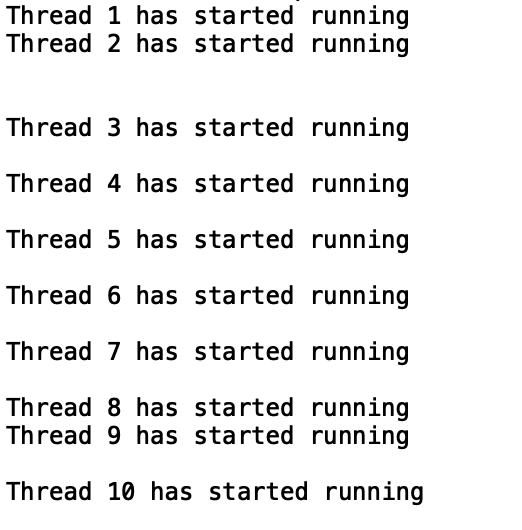 Thread 1 has started running
Thread 2 has started running
Thread 3 has started running
Thread 4 has started running
Thread 5 has started running
Thread 6 has started running
Thread 7 has started running
Thread 8 has started running
Thread 9 has started running
Thread 10 has started running